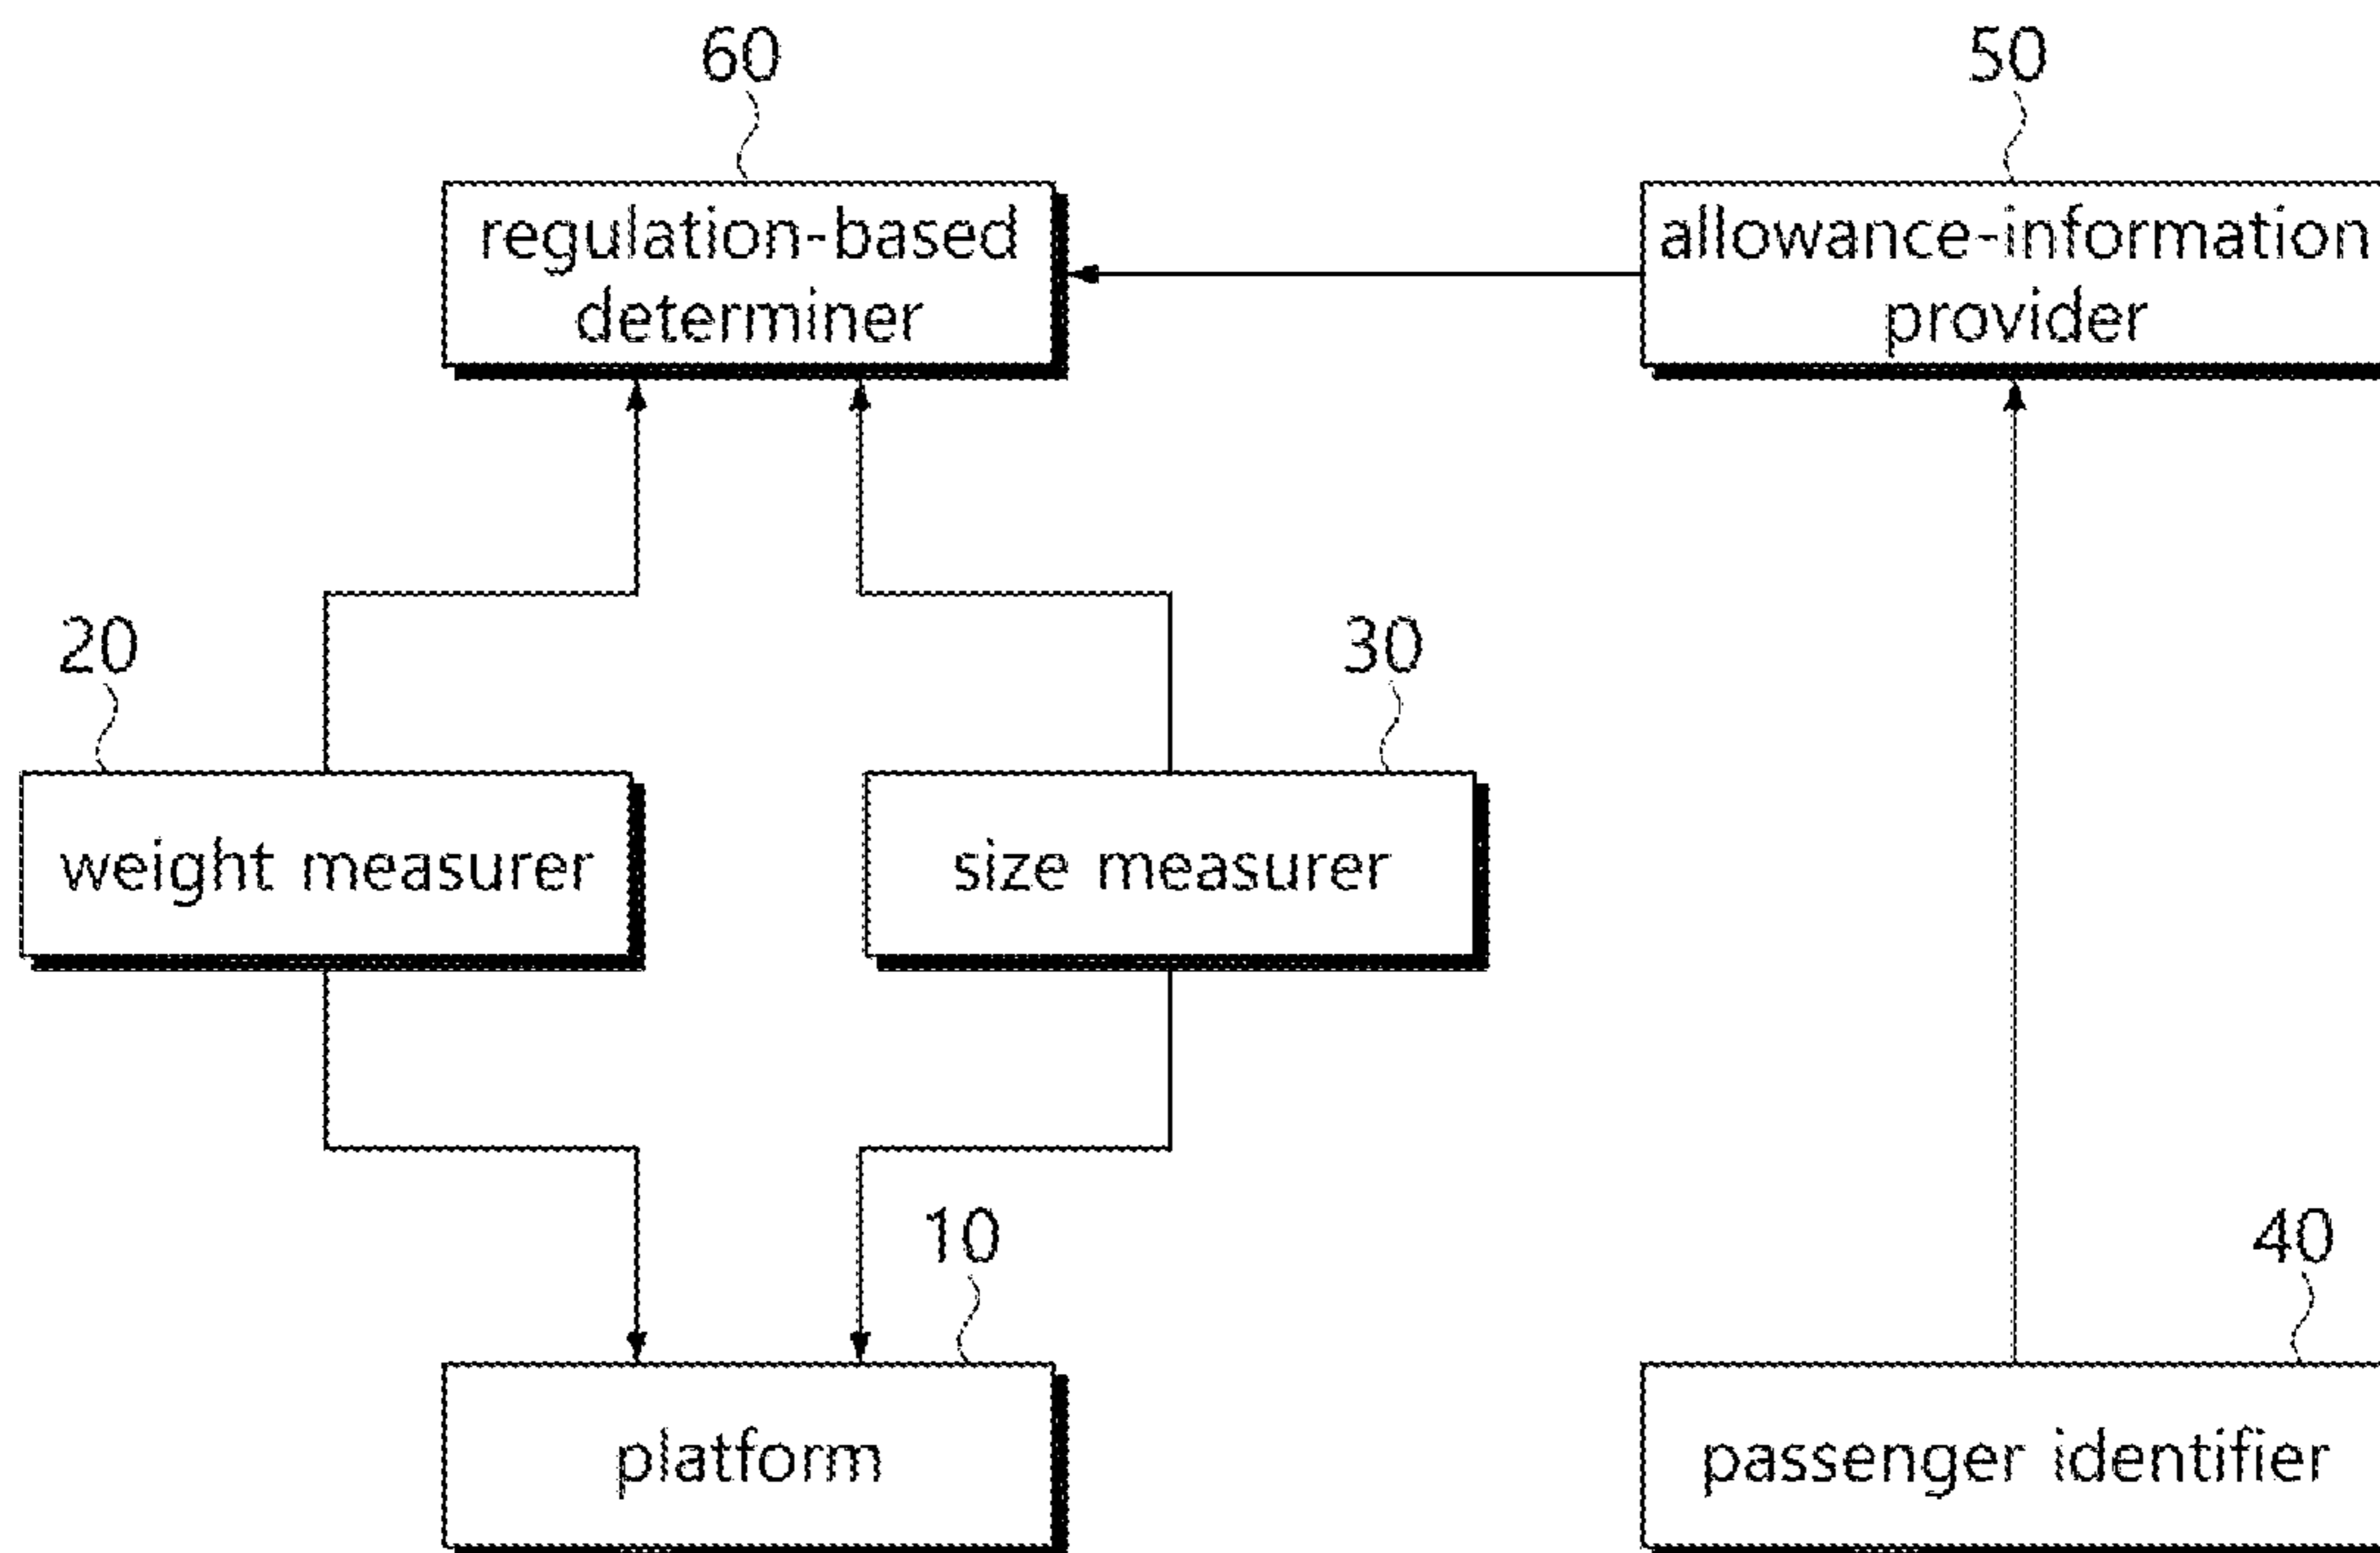 60
50
regulation-based
determiner
allowance-information
provider
20
30
weight measurer
size measurer
10
40
platform
passenger identifier